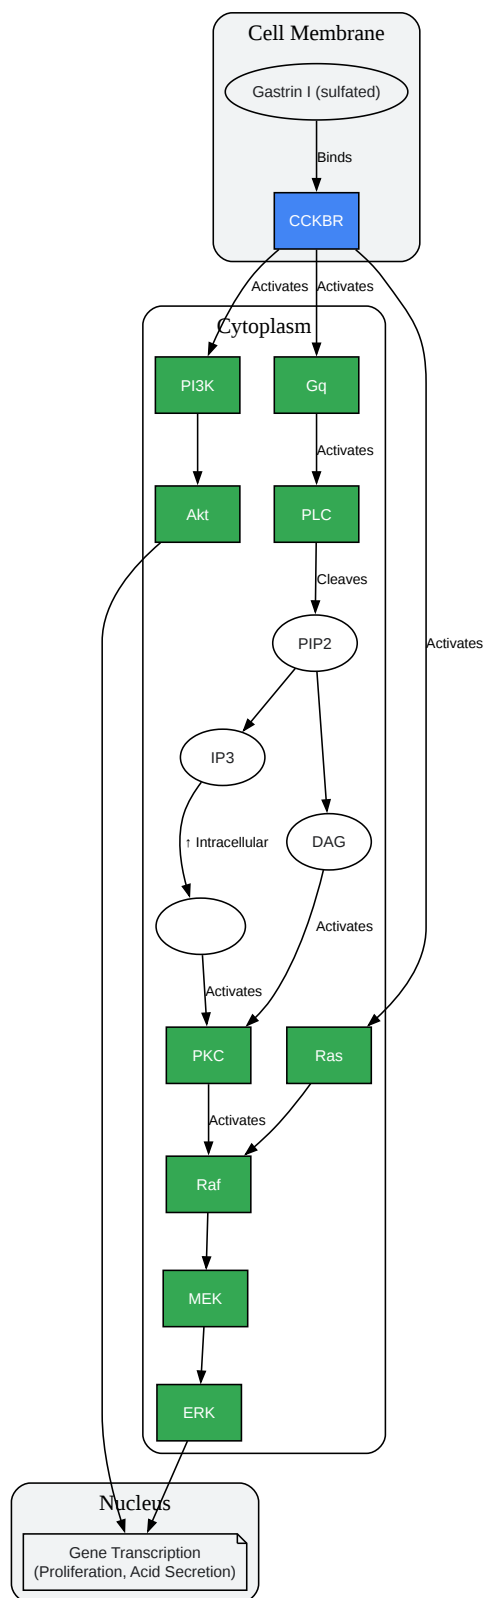 Cell Membrane
Gastrin I (sulfated)
Binds
CCKBR
Activates
Activates
Cytoplasm
PI3K
Gq
Activates
Akt
PLC
Cleaves
PIP2
Activates
IP3
↑ Intracellular
DAG
Activates
Activates
PKC
Ras
Activates
Raf
MEK
ERK
Nucleus
Gene Transcription
(Proliferation, Acid Secretion)